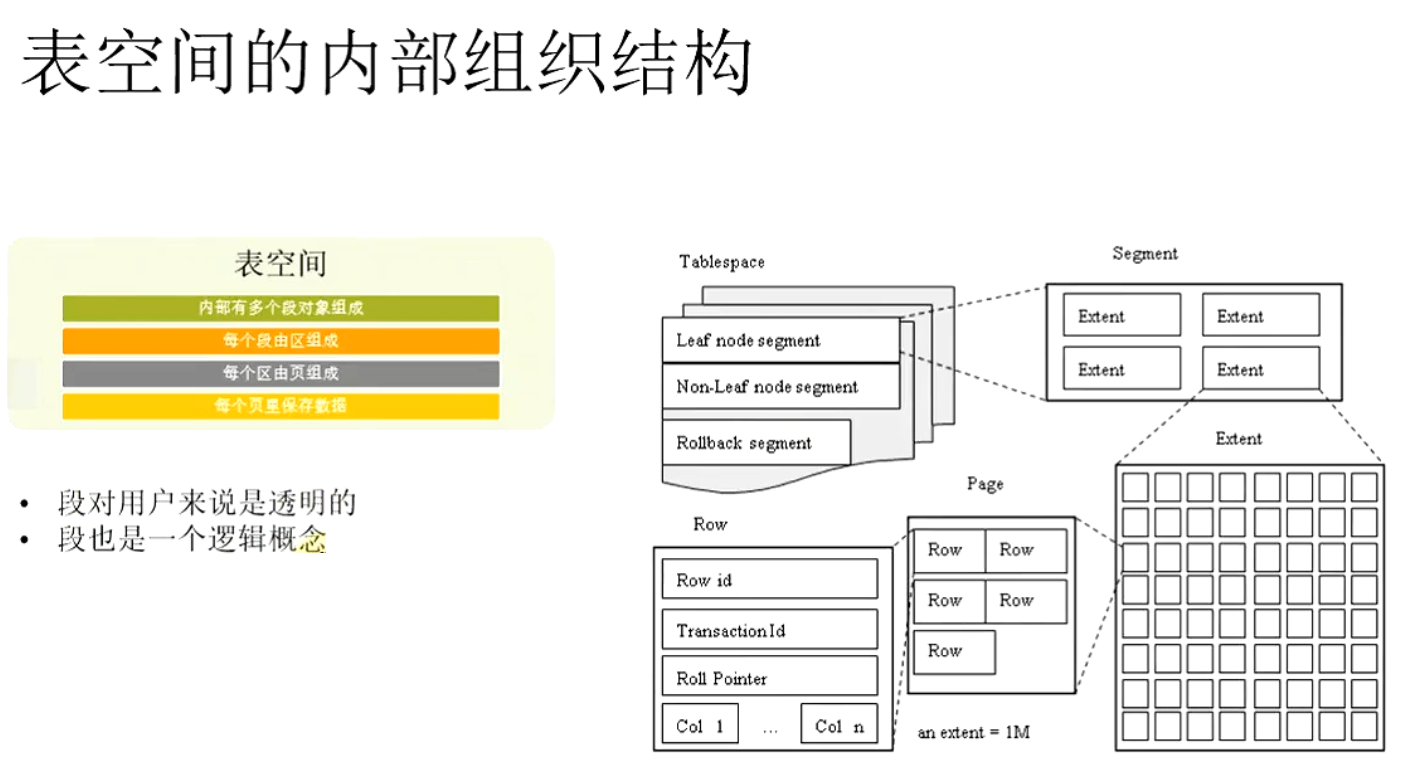 表空间的内部组织结构
表空间
内部有多个段对象组成
每个段由区组成
每个区由页组成
每个页里保存数据
• 段对用户来说是透明的
• 段也是一个逻辑概念
Tablespace
Leaf node segment
Non-Leaf node segment
Rollback segment
Segment
Extent Extent
Extent Extent
Extent
Page
Row Row
Row Row
Row
Row
Row id
Transaction Id
Roll Pointer
Col 1 ... Col n
an extent = 1M